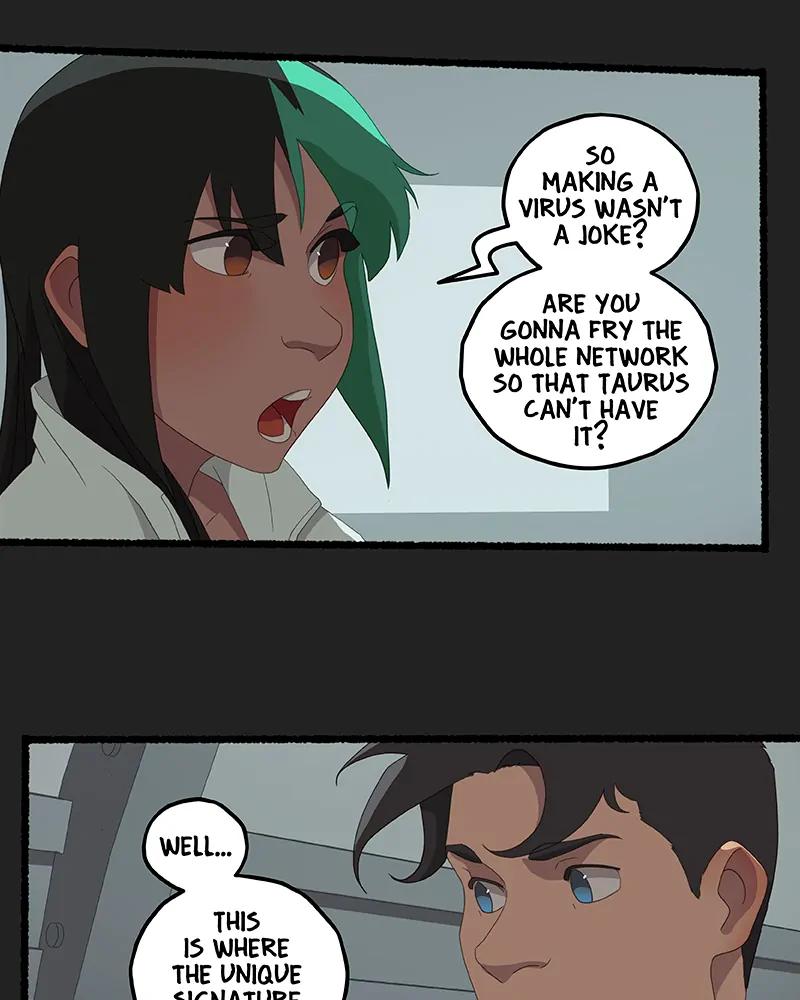 SO
MAKING A
VIRUS WASN'T
A JOKE?
ARE YOU
GONNA FRY THE
WHOLE NETWORK
SO THAT TAURUS
CAN'T HAVE
IT?
WELL...
THIS
IS WHERE
THE UNIQUE
SIGNATURE